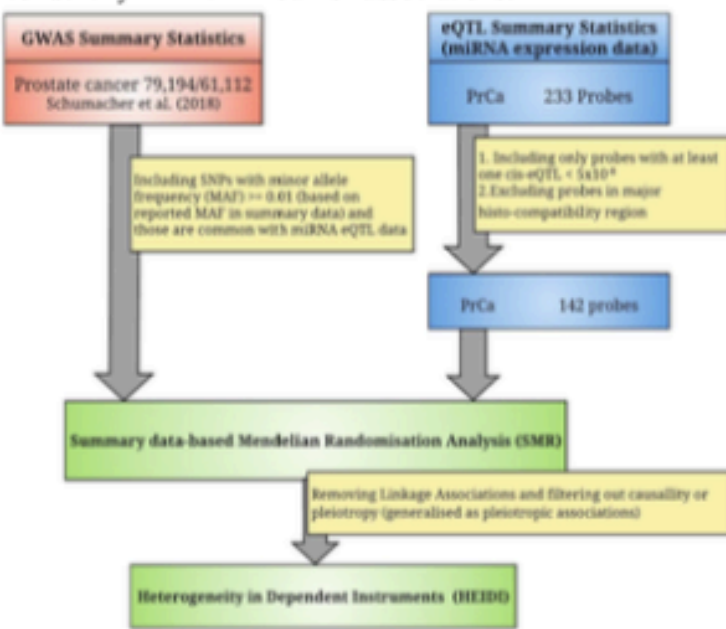 GWAS Summary Statistics
Prostate cancer 79,194/61,112
Schumacher et al. (2018)
eQTL Summary Statistics
(miRNA expression data)
PrCa 233 Probes
Including SNPs with minor allele
frequency (MAF) >= 0.01 (based on
reported MAF in summary data) and
those are common with miRNA eQTL data
1. Including only probes with at least
one cis-eQTL < 5x10⁻⁸
2.Excluding probes in major
histo-compatibility region
PrCa 142 probes
Summary data-based Mendelian Randomisation Analysis (SMR)
Removing Linkage Associations and filtering out causallity or
pleiotropy (generalised as pleiotropic associations)
Heterogeneity in Dependent Instruments (HEIDI)